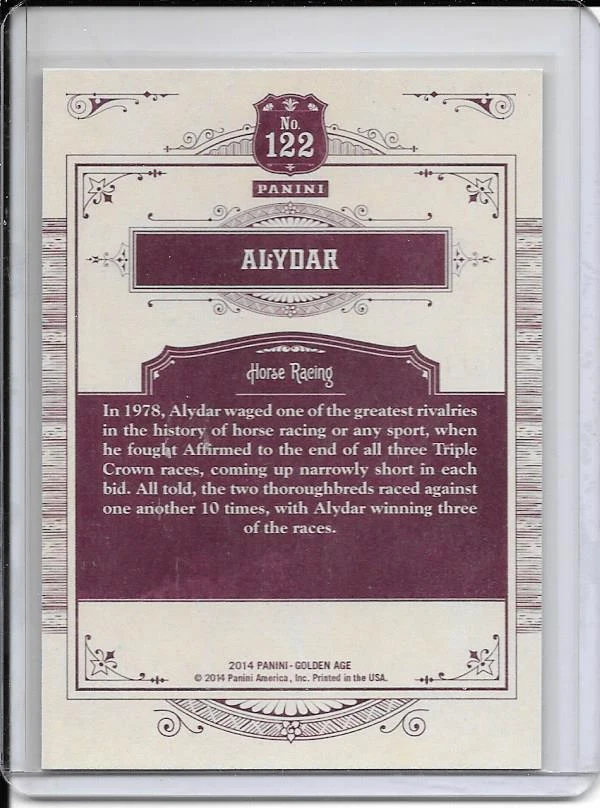 No.
122
PANINI
ALYDAR
Horse Racing
In 1978, Alydar waged one of the greatest rivalries
in the history of horse racing or any sport, when
he fought Affirmed to the end of all three Triple
Crown races, coming up narrowly short in each
bid. All told, the two thoroughbreds raced against
one another 10 times, with Alydar winning three
of the races.
2014 PANINI - GOLDEN AGE
© 2014 Panini America, Inc. Printed in the USA.